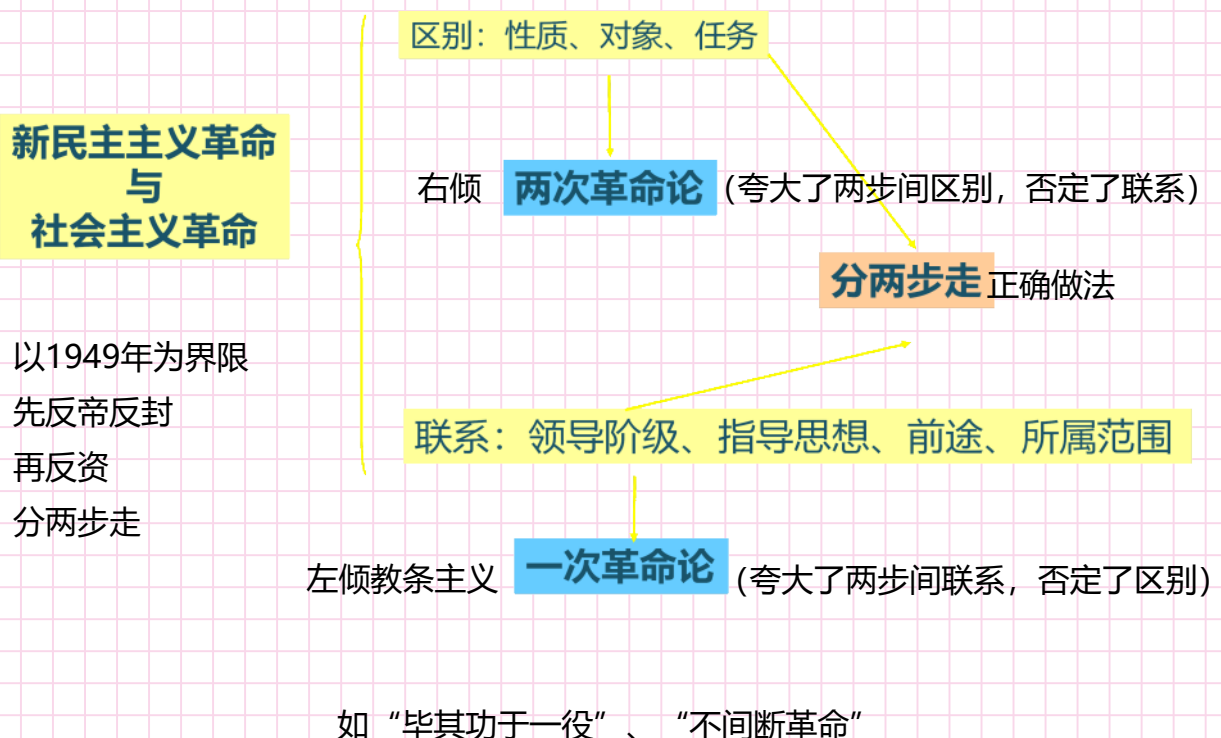 区别：性质、对象、任务
新民主主义革命
与
社会主义革命
右倾 两次革命论（夸大了两步间区别，否定了联系）
分两步走 正确做法
以1949年为界限
先反帝反封
再反资
分两步走
联系：领导阶级、指导思想、前途、所属范围
左倾教条主义 一次革命论（夸大了两步间联系，否定了区别）
如“毕其功于一役”、“不间断革命”